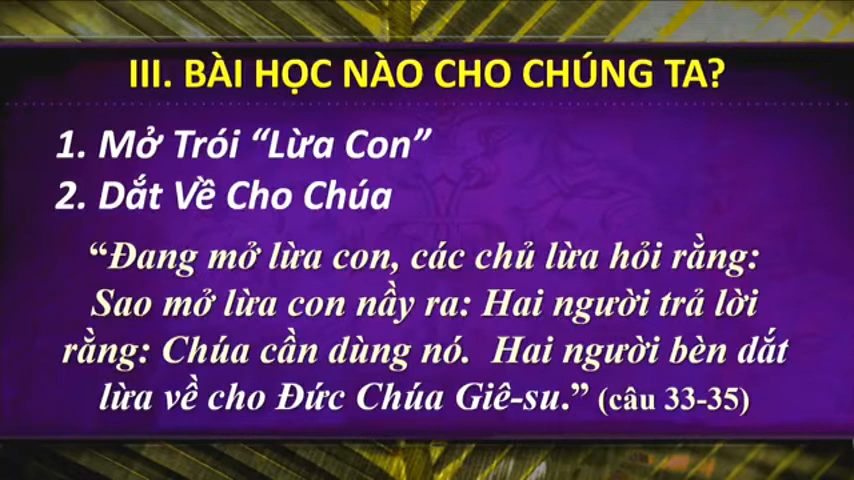 III. BÀI HỌC NÀO CHO CHÚNG TA?
1. Mở Trói “Lừa Con”
2. Dắt Về Cho Chúa
“Đang mở lừa con, các chủ lừa hỏi rằng:
Sao mở lừa con nầy ra: Hai người trả lời
rằng: Chúa cần dùng nó. Hai người bèn dắt
lừa về cho Đức Chúa Giê-su.” (câu 33-35)